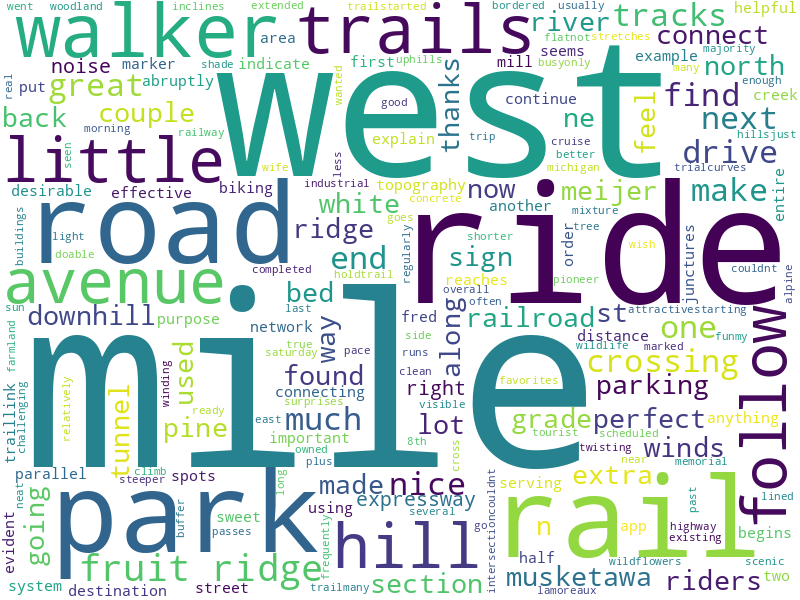 went woodland inclines extended trailstarted bordered usually helpful
walker trails west river tracks
area shade stretches flatnot seems connect
noise marker indicate first uphills mill busyonly example majority
great abruptly put wanted good thanks continue feel find north
back couple railway explain trip cruise ne many enough creek
real morning seen wife less better next hillsjust
little industrial michigan drive trialcurves
desirable effective biking topography now meijer make
white concrete another mixture order junctures entire
buildings light road ridge goes regularly shorter tree wish couldnt
doable end sign reaches pioneer alpine
avenue completed holdtrail ride
sun bed network last way overall often railroad st attractivestarting
downhill purpose true fred along distance one marked funmy
farmland saturday pace side runs wildlife
used found clean visible crossing follow
winding connecting right favorites parking
traillink challenging relatively tunnel surprises much lot grade perfect anything
pine east important owned 8th tourist scheduled winds
evident parallel climb steeper plus cross twisting near memorial
neat spots long made nice extra past lined
going park buffer sweet using expressway serving rail highway existing begins
passes hill several go n app
system fruit ridge frequently half wildflowers scenic
destination street trailmany section intersectioncouldnt musketawa lamoreaux riders two
mile